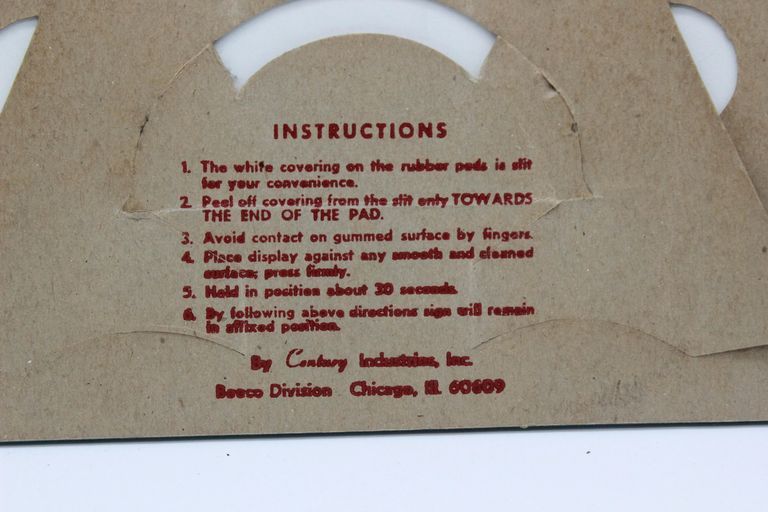 INSTRUCTIONS
1. The white covering on the rubber pads is slit
for your convenience.
2. Peel off covering from the slit only TOWARDS
THE END OF THE PAD.
3. Avoid contact on gummed surface by fingers.
4. Place display against any smooth and cleaned
surface; press firmly.
5. Hold in position about 30 seconds.
6. By following above directions sign will remain
in affixed position.
By Century Industries, Inc.
Beeco Division Chicago, Ill. 60609